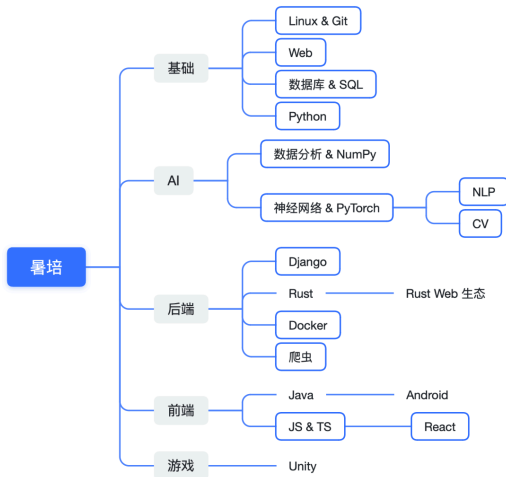 暑培
基础
Linux & Git
Web
数据库 & SQL
Python
AI
数据分析 & NumPy
神经网络 & PyTorch
NLP
CV
后端
Django
Rust
Rust Web 生态
Docker
爬虫
前端
Java
Android
JS & TS
React
游戏
Unity